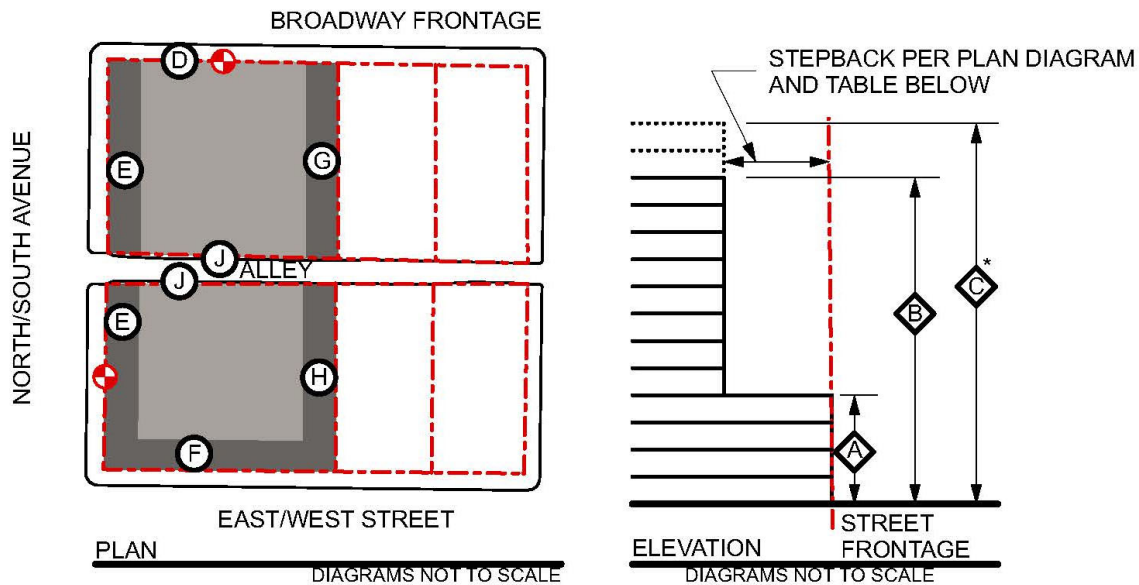 BROADWAY FRONTAGE
NORTH/SOUTH AVENUE
D
E
G
J
ALLEY
J
E
H
F
EAST/WEST STREET
PLAN
DIAGRAMS NOT TO SCALE
STEPBACK PER PLAN DIAGRAM
AND TABLE BELOW
C*
B
A
STREET
FRONTAGE
ELEVATION
DIAGRAMS NOT TO SCALE